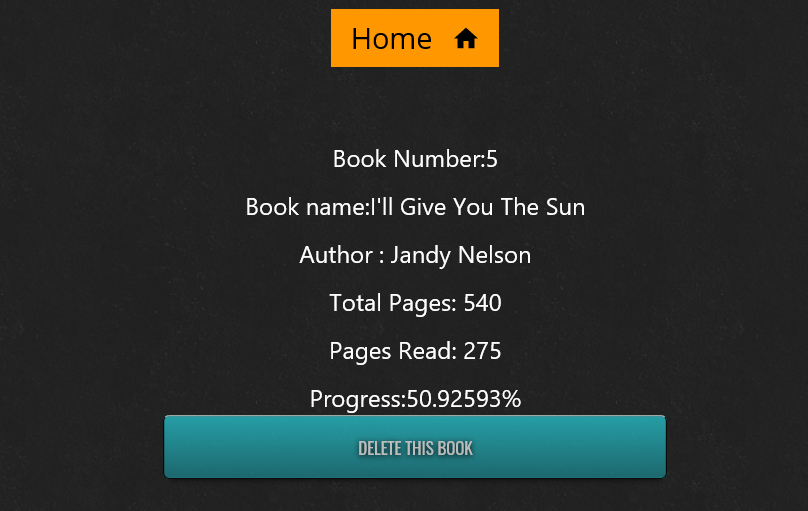 Home
Book Number:5
Book name:I'll Give You The Sun
Author : Jandy Nelson
Total Pages: 540
Pages Read: 275
Progress:50.92593%
DELETE THIS BOOK